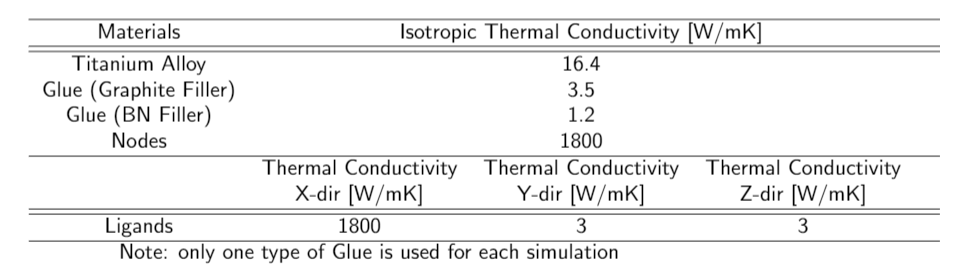 Materials Isotropic Thermal Conductivity [W/mK]
Titanium Alloy 16.4
Glue (Graphite Filler) 3.5
Glue (BN Filler) 1.2
Nodes 1800
Thermal Conductivity Thermal Conductivity Thermal Conductivity
X-dir [W/mK] Y-dir [W/mK] Z-dir [W/mK]
Ligands 1800 3 3
Note: only one type of Glue is used for each simulation